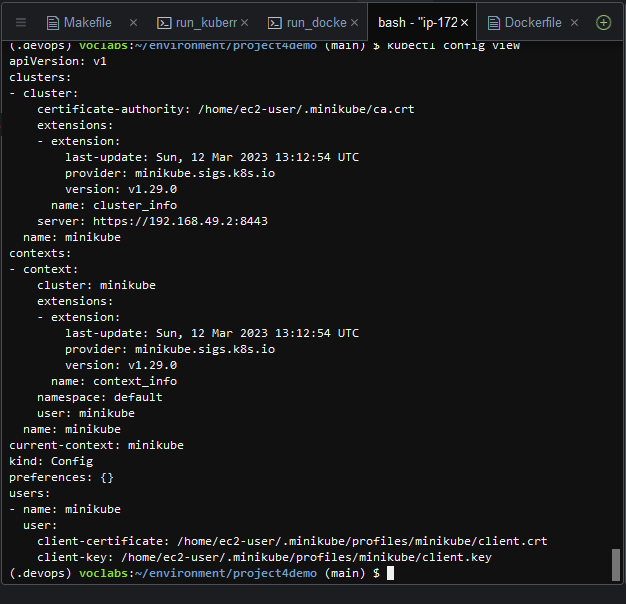 Makefile × run_kuberr × run_docke × bash - "ip-172 × Dockerfile ×
(.devops) voclabs:~/environment/project4demo (main) $ kubectl config view
apiVersion: v1
clusters:
- cluster:
    certificate-authority: /home/ec2-user/.minikube/ca.crt
    extensions:
    - extension:
        last-update: Sun, 12 Mar 2023 13:12:54 UTC
        provider: minikube.sigs.k8s.io
        version: v1.29.0
      name: cluster_info
    server: https://192.168.49.2:8443
  name: minikube
contexts:
- context:
    cluster: minikube
    extensions:
    - extension:
        last-update: Sun, 12 Mar 2023 13:12:54 UTC
        provider: minikube.sigs.k8s.io
        version: v1.29.0
      name: context_info
    namespace: default
    user: minikube
  name: minikube
current-context: minikube
kind: Config
preferences: {}
users:
- name: minikube
  user:
    client-certificate: /home/ec2-user/.minikube/profiles/minikube/client.crt
    client-key: /home/ec2-user/.minikube/profiles/minikube/client.key
(.devops) voclabs:~/environment/project4demo (main) $